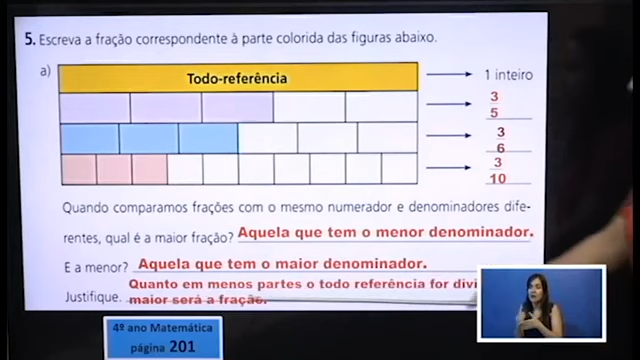 5. Escreva a fração correspondente à parte colorida das figuras abaixo.
a)
Todo-referência
1 inteiro
3
5
3
6
3
10
Quando comparamos frações com o mesmo numerador e denominadores dife-
rentes, qual é a maior fração? Aquela que tem o menor denominador.
E a menor? Aquela que tem o maior denominador.
Quanto em menos partes o todo referência for divi
Justifique. maior será a fração.
4º ano Matemática
página 201